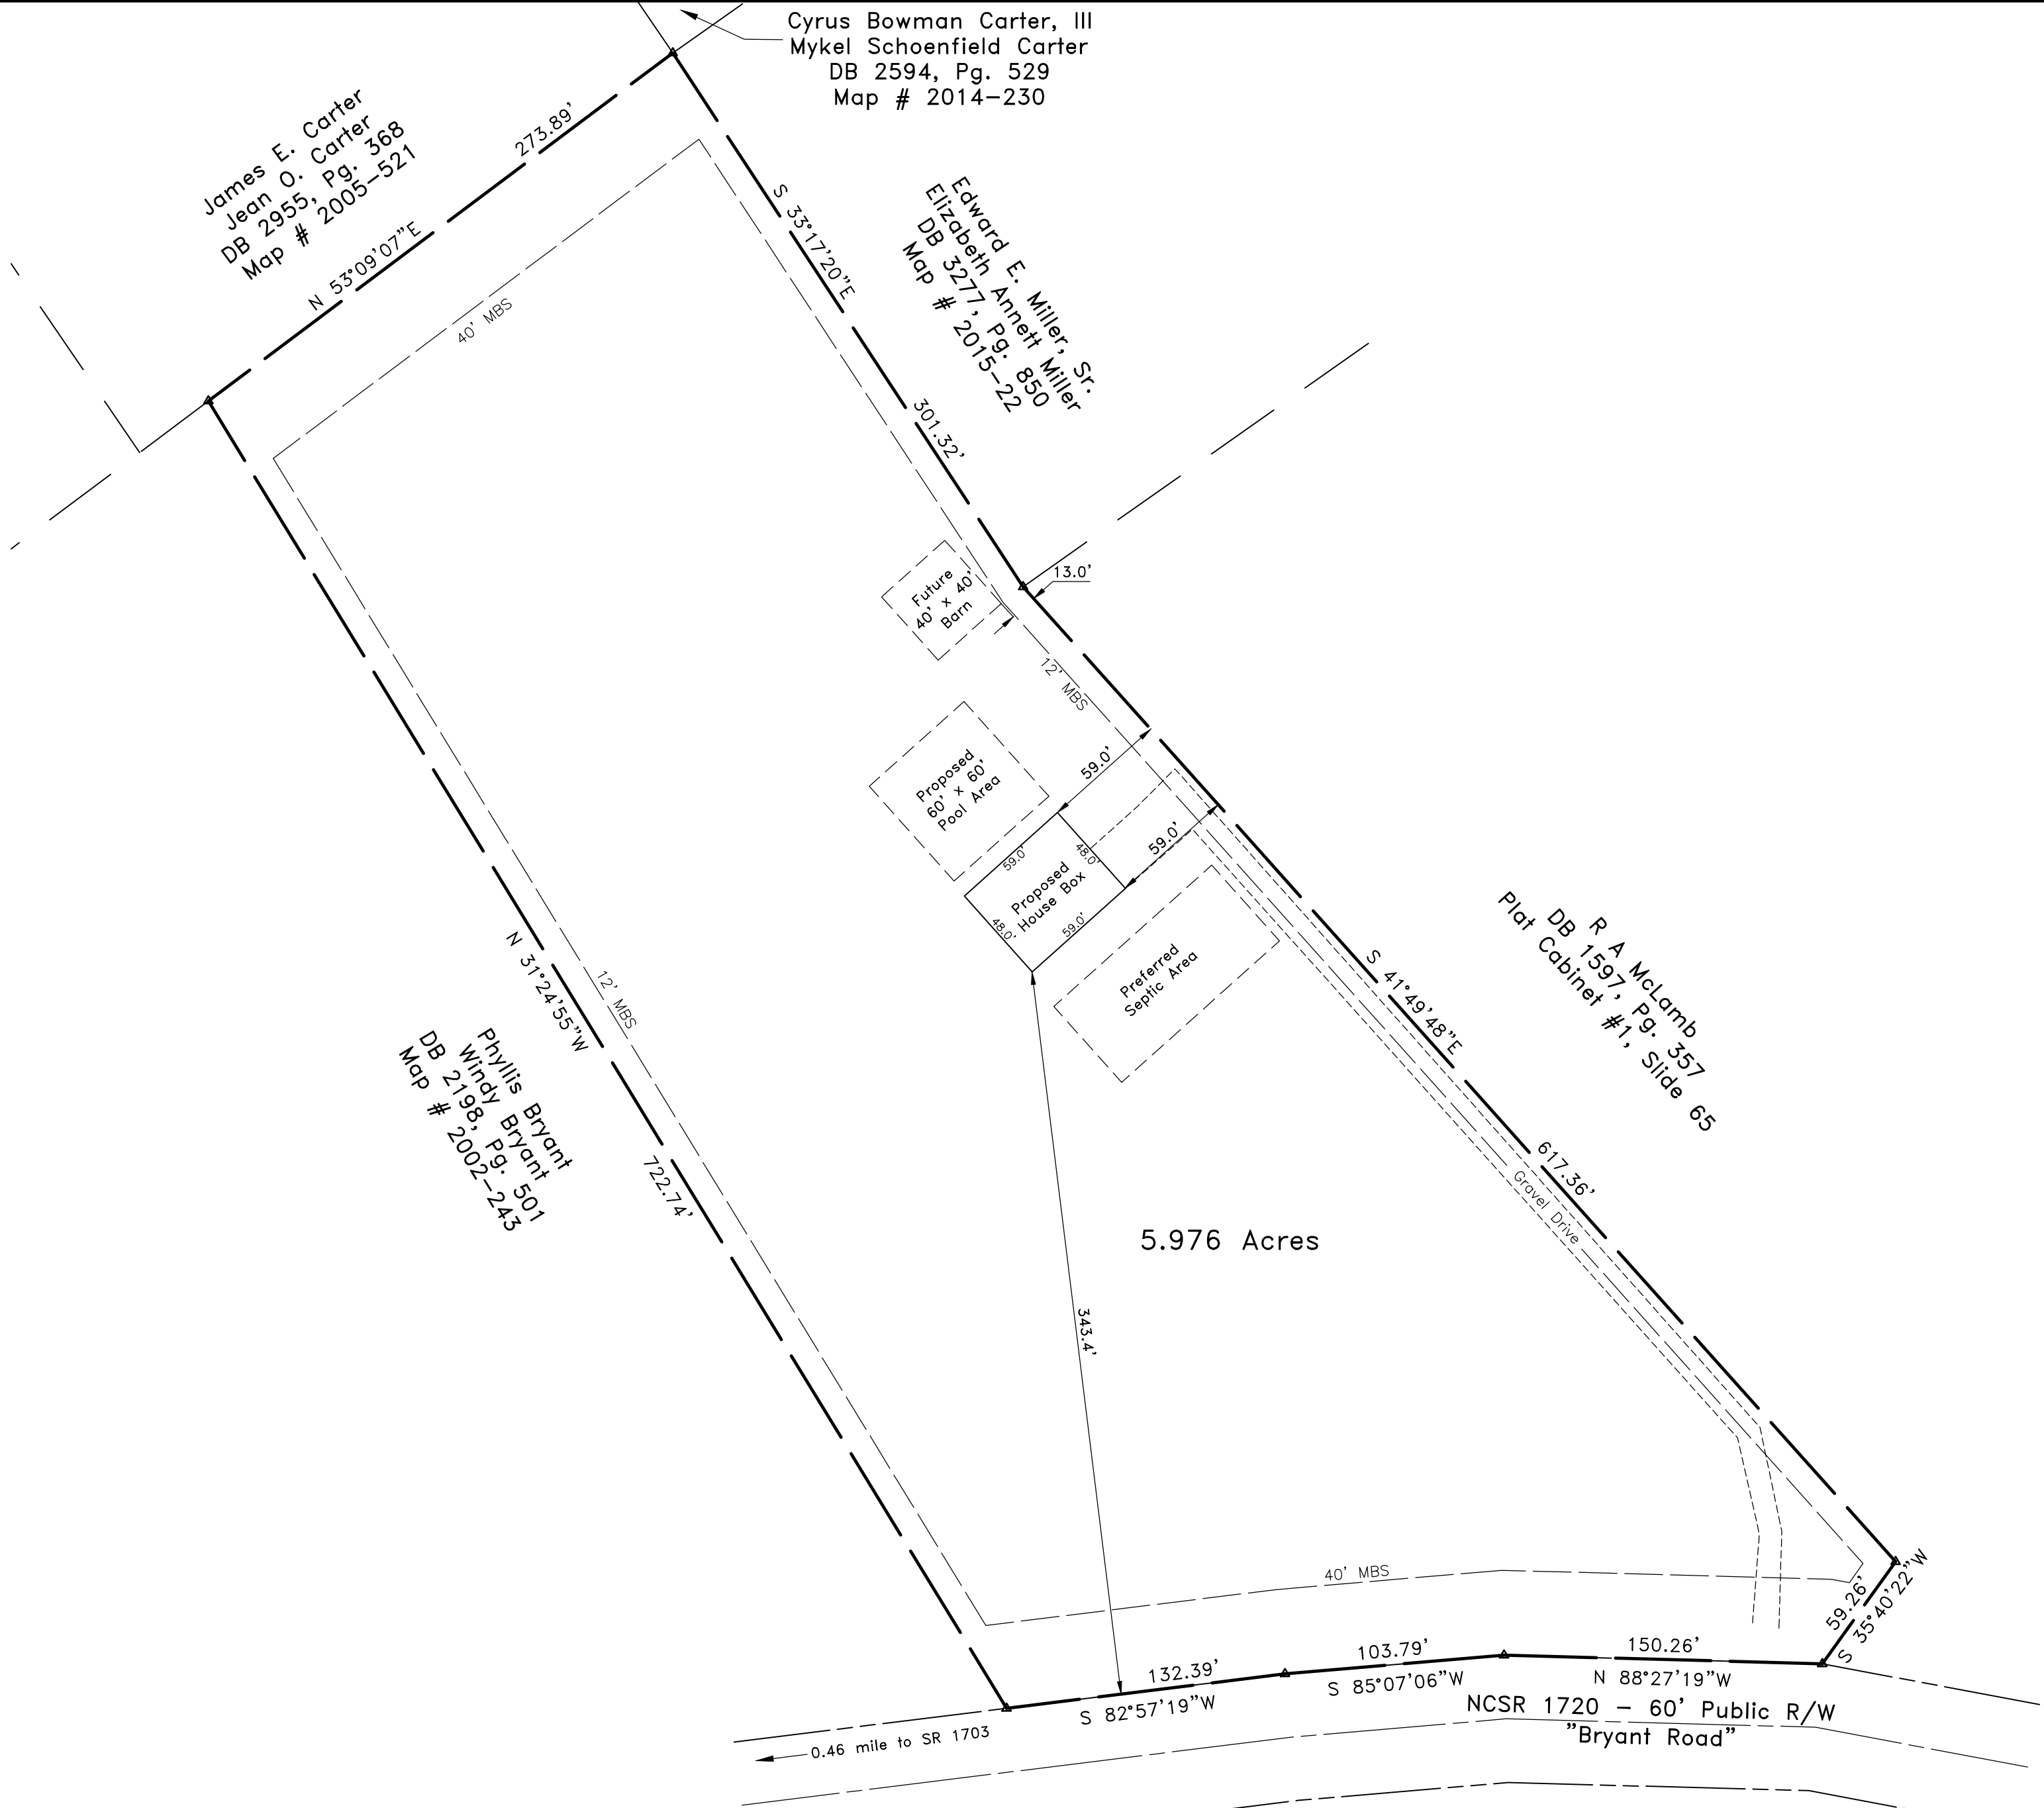 Cyrus Bowman Carter, III
Mykel Schoenfield Carter
DB 2594, Pg. 529
Map # 2014-230
James E. Carter
Jean O. Carter
DB 2955, Pg. 368
Map # 2005-521
273.89'
N 53°09'07"E
40' MBS
S 33°17'20"E
301.32'
Edward E. Miller, Sr.
Elizabeth Annett Miller
DB 3277, Pg. 850
Map # 2015-22
13.0'
Future
40' x 40'
Barn
12' MBS
Proposed
60' x 60'
Pool Area
59.0'
59.0'
59.0'
48.0'
Proposed
House Box
48.0'
59.0'
Preferred
Septic Area
S 41°49'48"E
617.36'
Gravel Drive
R A McLamb
DB 1597, Pg. 357
Plat Cabinet #1, Slide 65
N 31°24'55"W
722.74'
12' MBS
Phyllis Bryant
Windy Bryant
DB 2198, Pg. 501
Map # 2002-243
5.976 Acres
343.4'
40' MBS
59.26'
S 35°40'22"W
132.39'
S 82°57'19"W
103.79'
S 85°07'06"W
150.26'
N 88°27'19"W
NCSR 1720 - 60' Public R/W
"Bryant Road"
0.46 mile to SR 1703